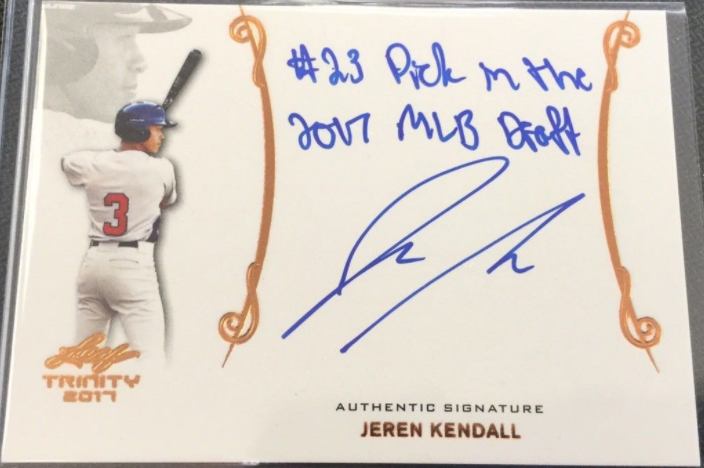 #23 Pick in the
2017 MLB Draft
3
Leaf
TRINITY
2017
AUTHENTIC SIGNATURE
JEREN KENDALL